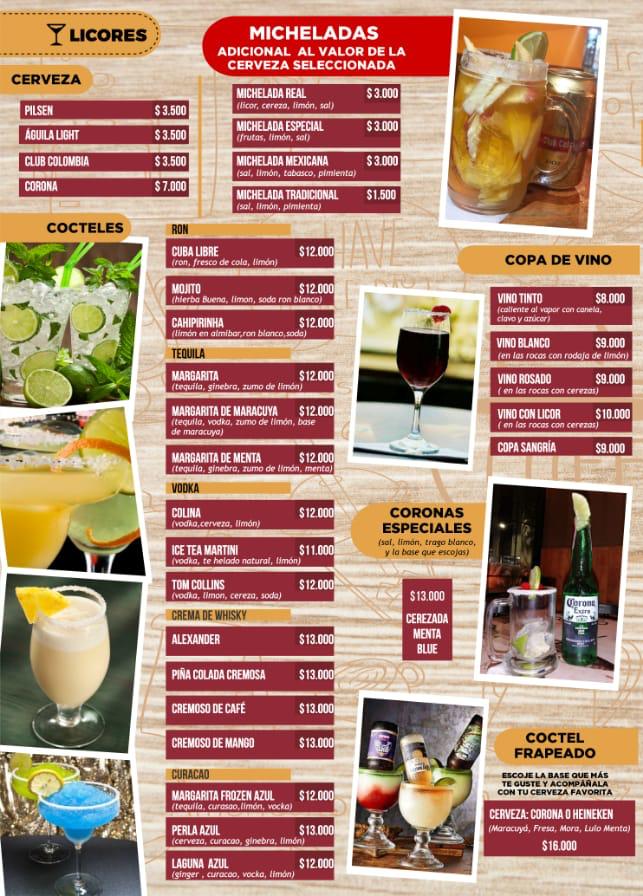 LICORES
CERVEZA
PILSEN $ 3.500
ÁGUILA LIGHT $ 3.500
CLUB COLOMBIA $ 3.500
CORONA $ 7.000
MICHELADAS
ADICIONAL AL VALOR DE LA
CERVEZA SELECCIONADA
MICHELADA REAL $ 3.000
(licor, cereza, limón, sal)
MICHELADA ESPECIAL $ 3.000
(frutas, limón, sal)
MICHELADA MEXICANA $ 3.000
(sal, limón, tabasco, pimienta)
MICHELADA TRADICIONAL $1.500
(sal, limón, pimienta)
COCTELES
RON
CUBA LIBRE $12.000
(ron, fresco de cola, limón)
MOJITO $12.000
(hierba Buena, limon, soda ron blanco)
CAHIPIRINHA $12.000
(limón en almibar,ron blanco,soda)
TEQUILA
MARGARITA $12.000
(tequila, ginebra, zumo de limón)
MARGARITA DE MARACUYA $12.000
(tequila, vodka, zumo de limón, base
de maracuya)
MARGARITA DE MENTA $12.000
(tequila, ginebra, zumo de limón, menta)
VODKA
COLINA $12.000
(vodka,cerveza, limón)
ICE TEA MARTINI $11.000
(vodka, te helado natural, limón)
TOM COLLINS $12.000
(vodka, limon, cereza, soda)
CREMA DE WHISKY
ALEXANDER $13.000
PIÑA COLADA CREMOSA $13.000
CREMOSO DE CAFÉ $13.000
CREMOSO DE MANGO $13.000
CURACAO
MARGARITA FROZEN AZUL $12.000
(tequila, curasao,limón, vocka)
PERLA AZUL $13.000
(cerveza, curacao, ginebra, limón)
LAGUNA AZUL $12.000
(ginger , curacao, vocka, limón)
COPA DE VINO
VINO TINTO $8.000
(caliente al vapor con canela,
clavo y azúcar)
VINO BLANCO $9.000
(en las rocas con rodaja de limón)
VINO ROSADO $9.000
( en las rocas con cerezas)
VINO CON LICOR $10.000
( en las rocas con cerezas)
COPA SANGRÍA $9.000
CORONAS
ESPECIALES
(sal, limón, trago blanco,
y la base que escojas)
$13.000
CEREZADA
MENTA
BLUE
Corona
Extra
COCTEL
FRAPEADO
ESCOJE LA BASE QUE MÁS
TE GUSTE Y ACOMPÁÑALA
CON TU CERVEZA FAVORITA
CERVEZA: CORONA O HEINEKEN
(Maracuyá, Fresa, Mora, Lulo Menta)
$16.000